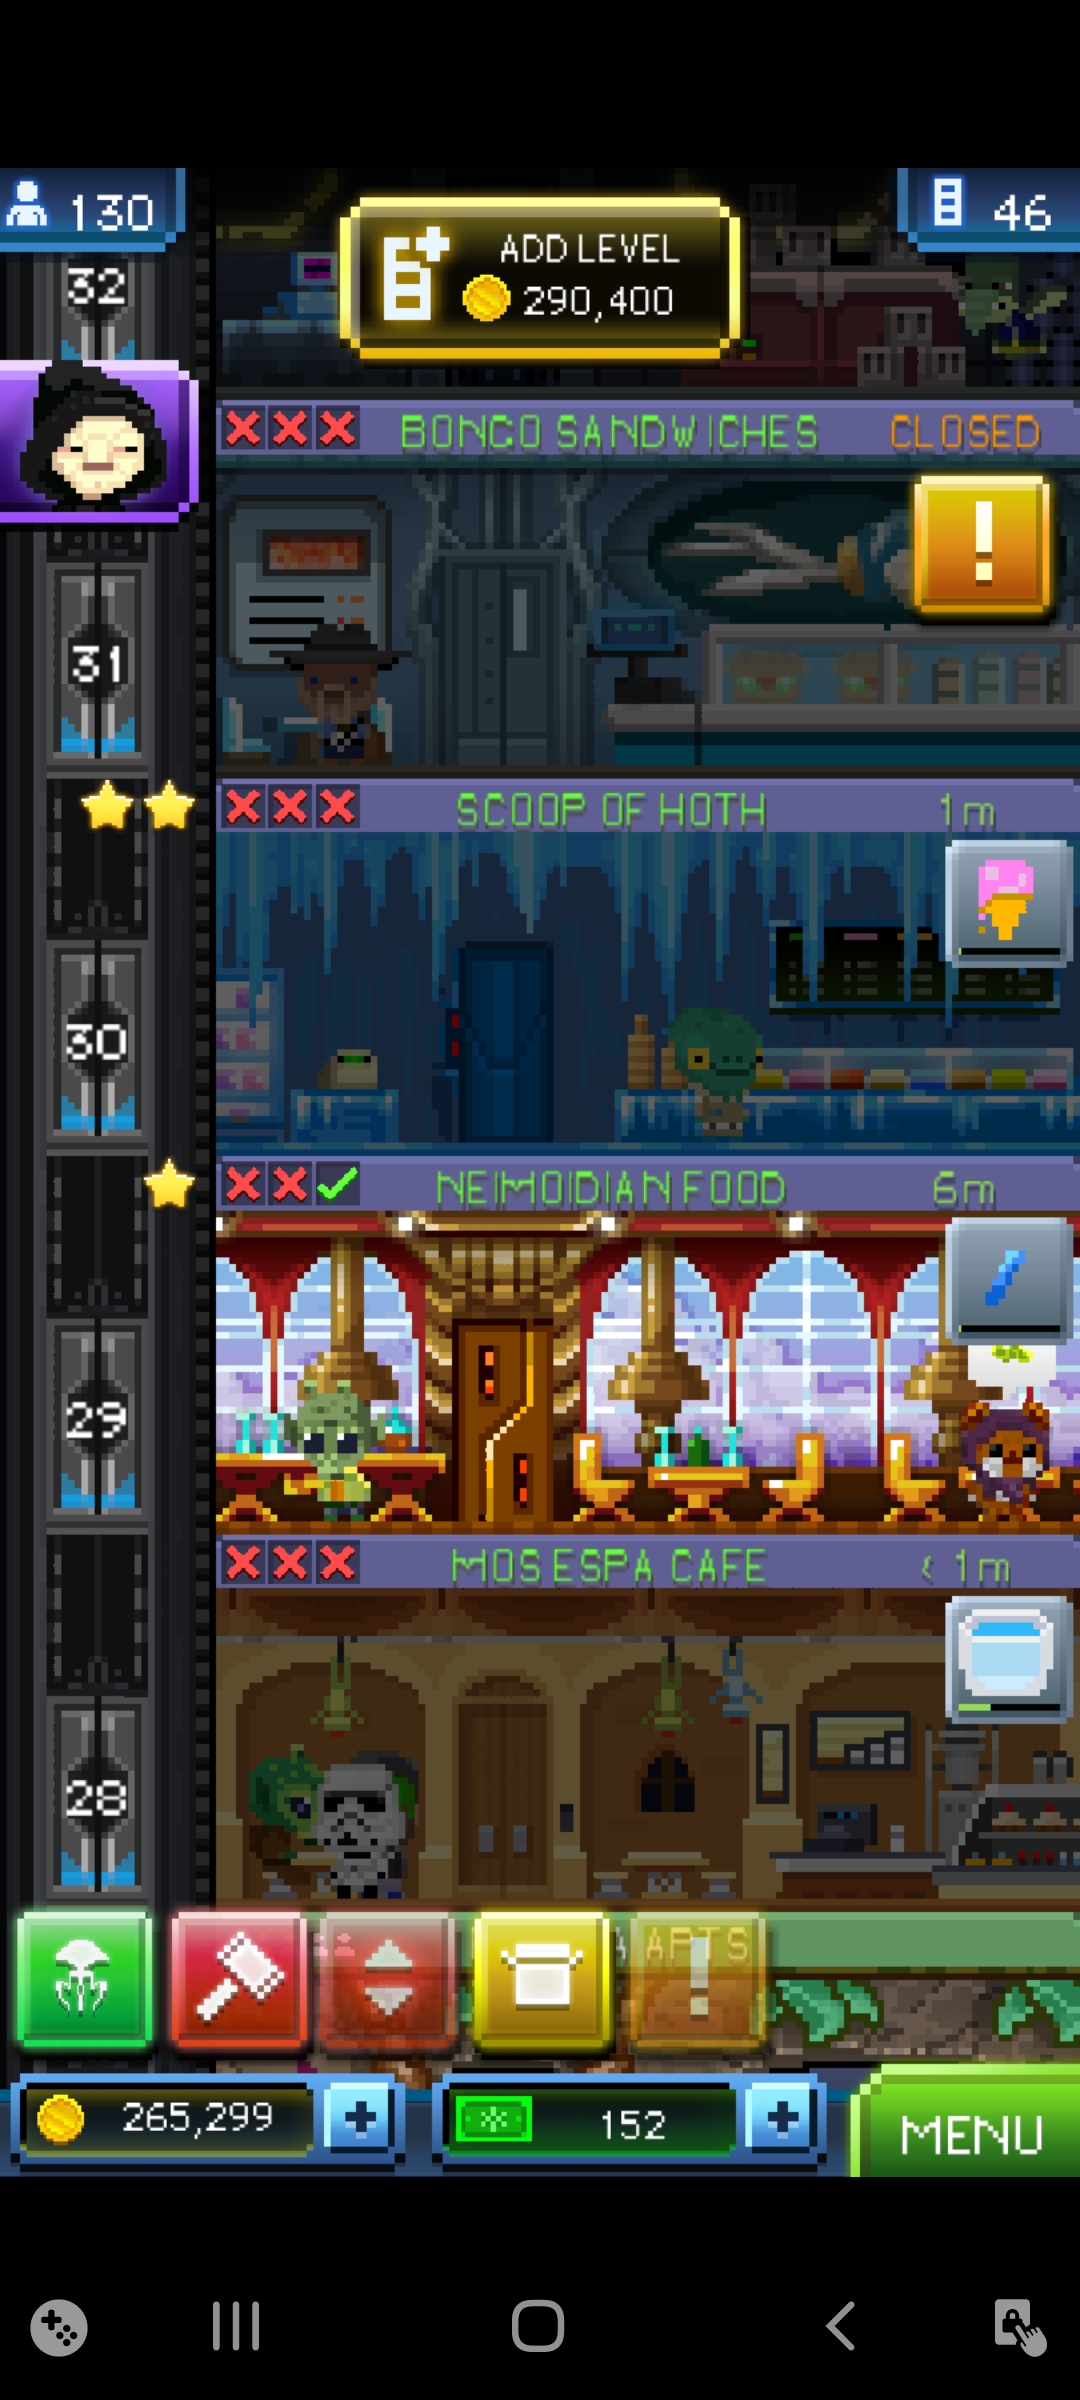 130
ADD LEVEL
290,400
46
32
BONGO SANDWICHES
CLOSED
!
31
SCOOP OF HOTH
1m
30
NEIMOIDIAN FOOD
6m
29
MOS ESPA CAFE
< 1m
28
A APTS
!
265,299
+
152
+
MENU